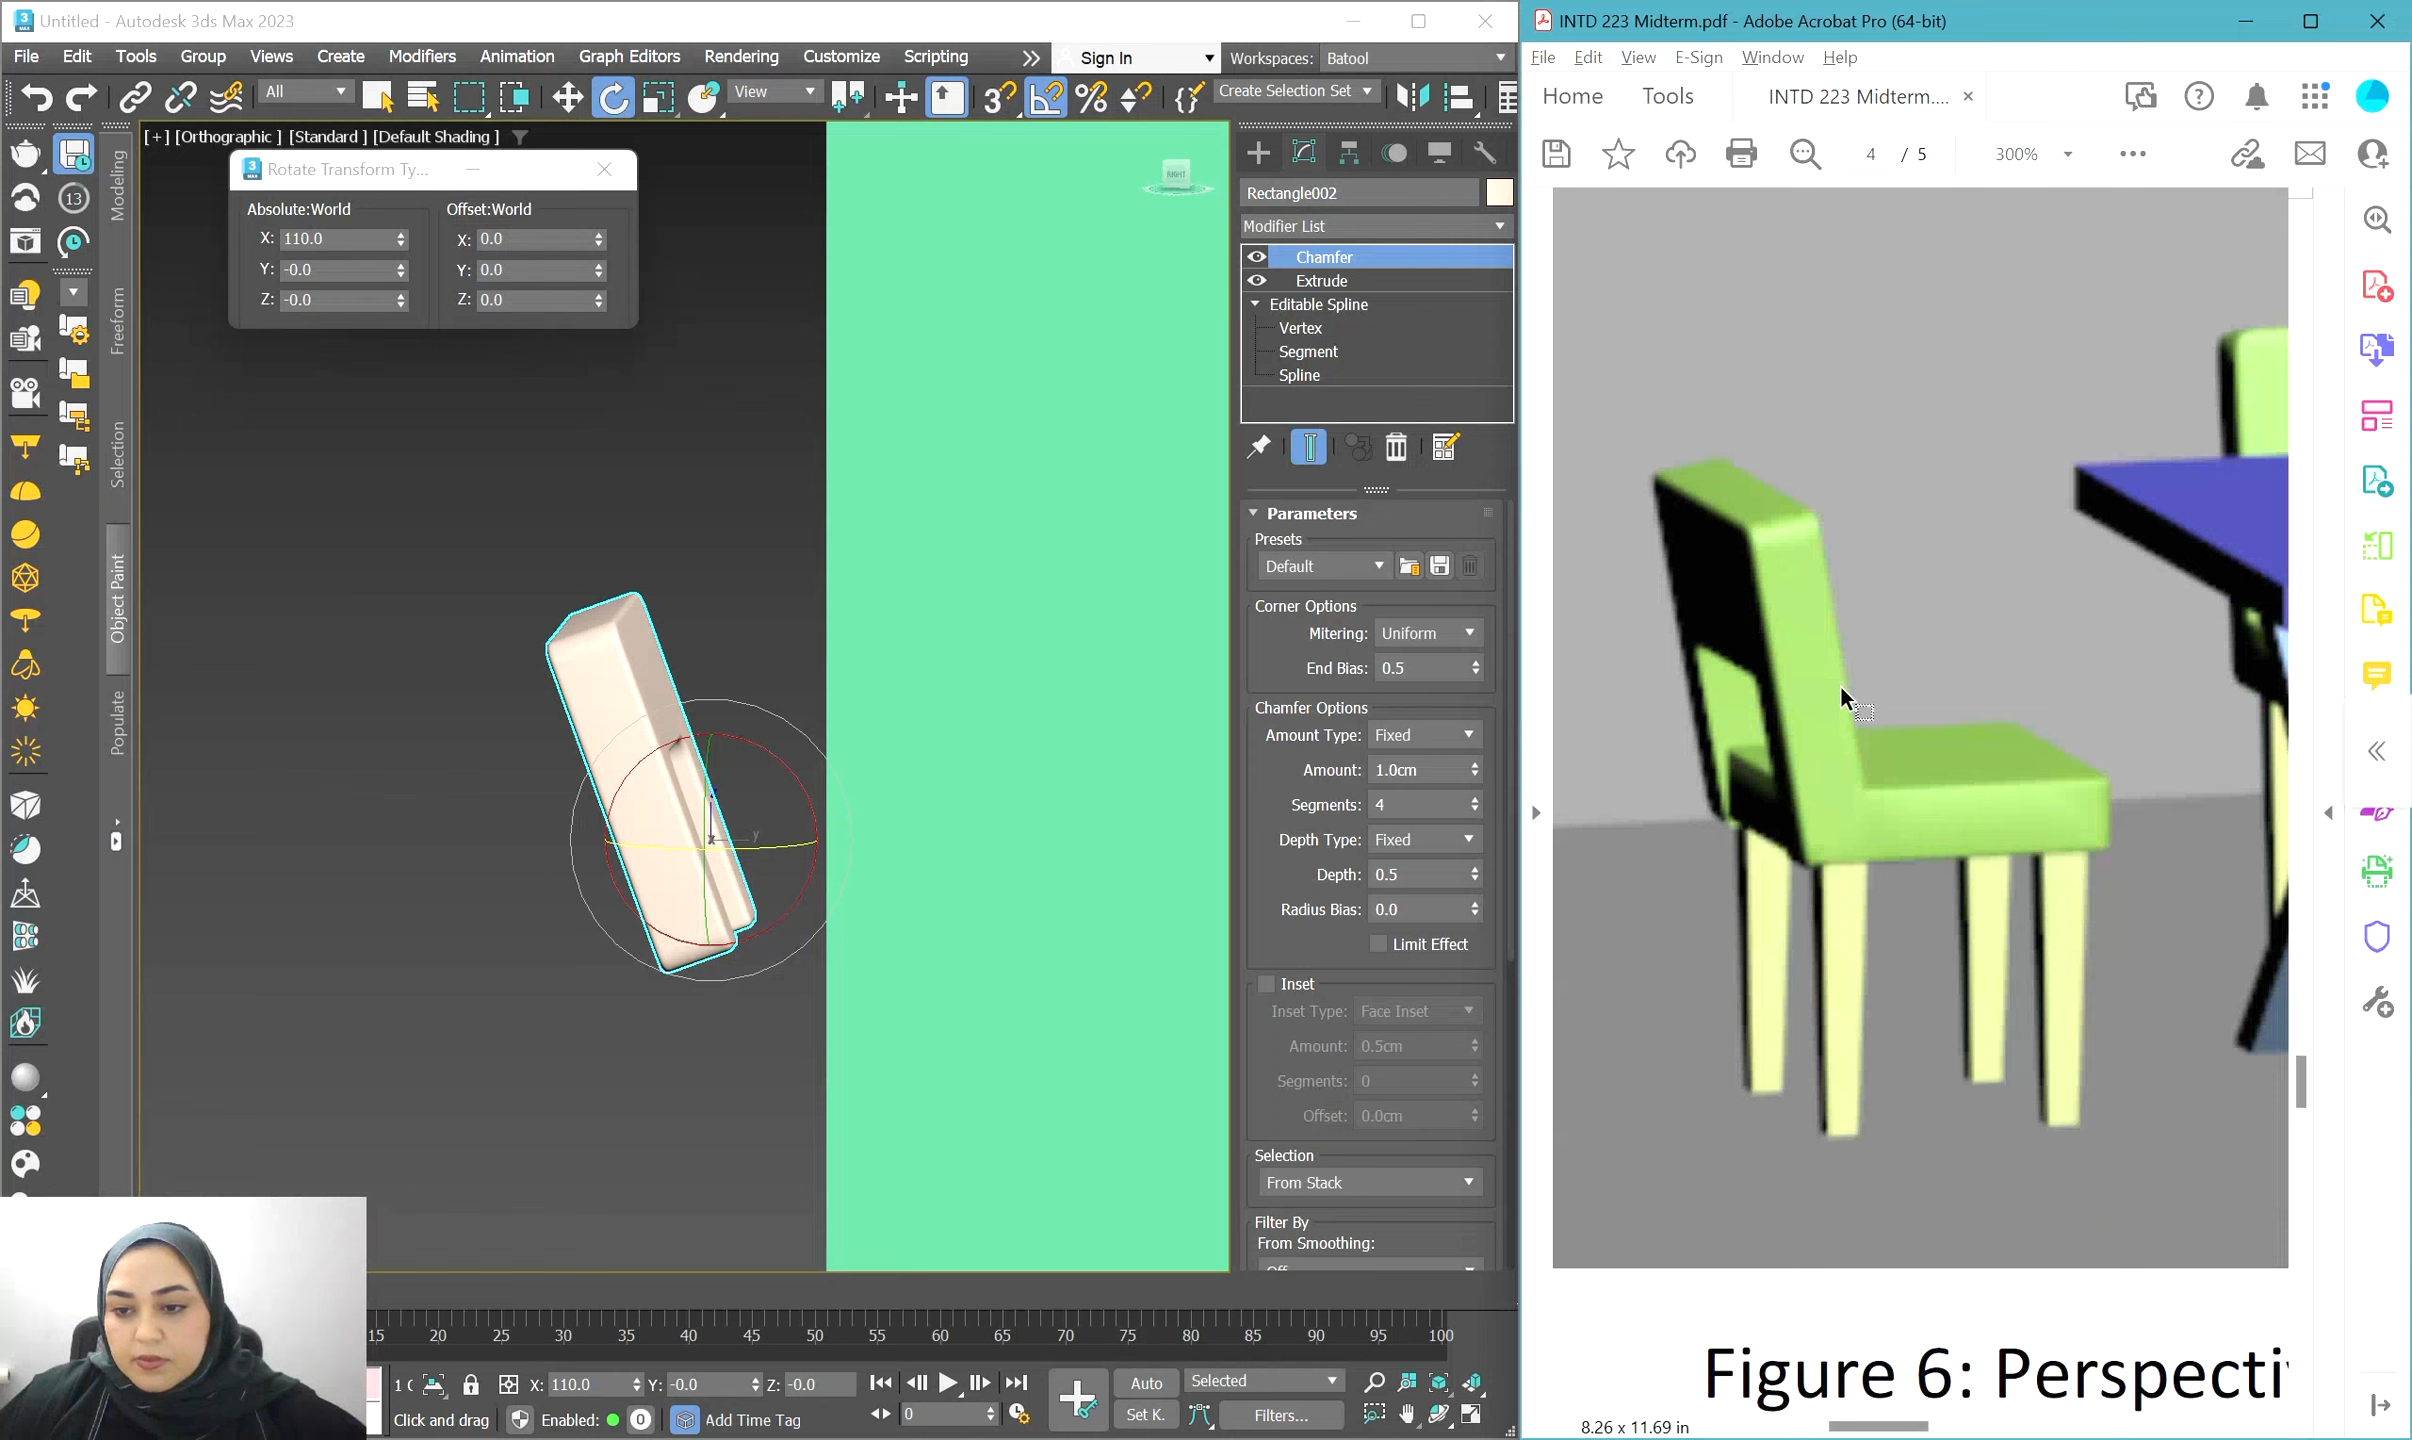 Untitled - Autodesk 3ds Max 2023
File Edit Tools Group Views Create Modifiers Animation Graph Editors Rendering Customize Scripting Sign In Workspaces: Batool
All View Create Selection Set
[ + ] [Orthographic ] [Standard ] [Default Shading ]
Rotate Transform Ty...
Absolute:World Offset:World
X: 110.0 X: 0.0
Y: -0.0 Y: 0.0
Z: -0.0 Z: 0.0
13
Modeling
Freeform
Selection
Object Paint
Populate
RIGHT
x y
Rectangle002
Modifier List
Chamfer
Extrude
Editable Spline
Vertex
Segment
Spline
Parameters
Presets
Default
Corner Options
Mitering: Uniform
End Bias: 0.5
Chamfer Options
Amount Type: Fixed
Amount: 1.0cm
Segments: 4
Depth Type: Fixed
Depth: 0.5
Radius Bias: 0.0
Limit Effect
Inset
Inset Type: Face Inset
Amount: 0.5cm
Segments: 0
Offset: 0.0cm
Selection
From Stack
Filter By
From Smoothing:
15 20 25 30 35 40 45 50 55 60 65 70 75 80 85 90 95 100
X: 110.0 Y: -0.0 Z: -0.0 Auto Selected
Click and drag Enabled: 0 Add Time Tag 0 Set K. Filters...
INTD 223 Midterm.pdf - Adobe Acrobat Pro (64-bit)
File Edit View E-Sign Window Help
Home Tools INTD 223 Midterm.... ×
4 / 5 300%
Figure 6: Perspecti
8.26 x 11.69 in